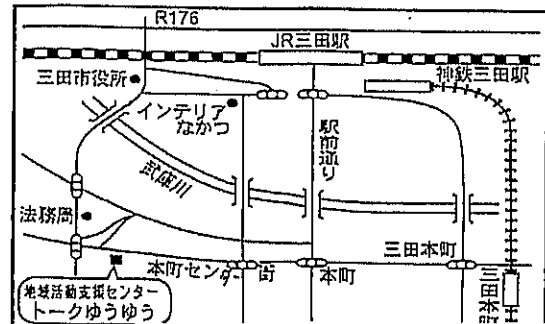 R176
JR三田駅
神鉄三田駅
三田市役所
インテリア
なかつ
駅前通り
武庫川
法務局
三田本町
本町センター街
本町
三田本町
地域活動支援センター
トークゆうゆう